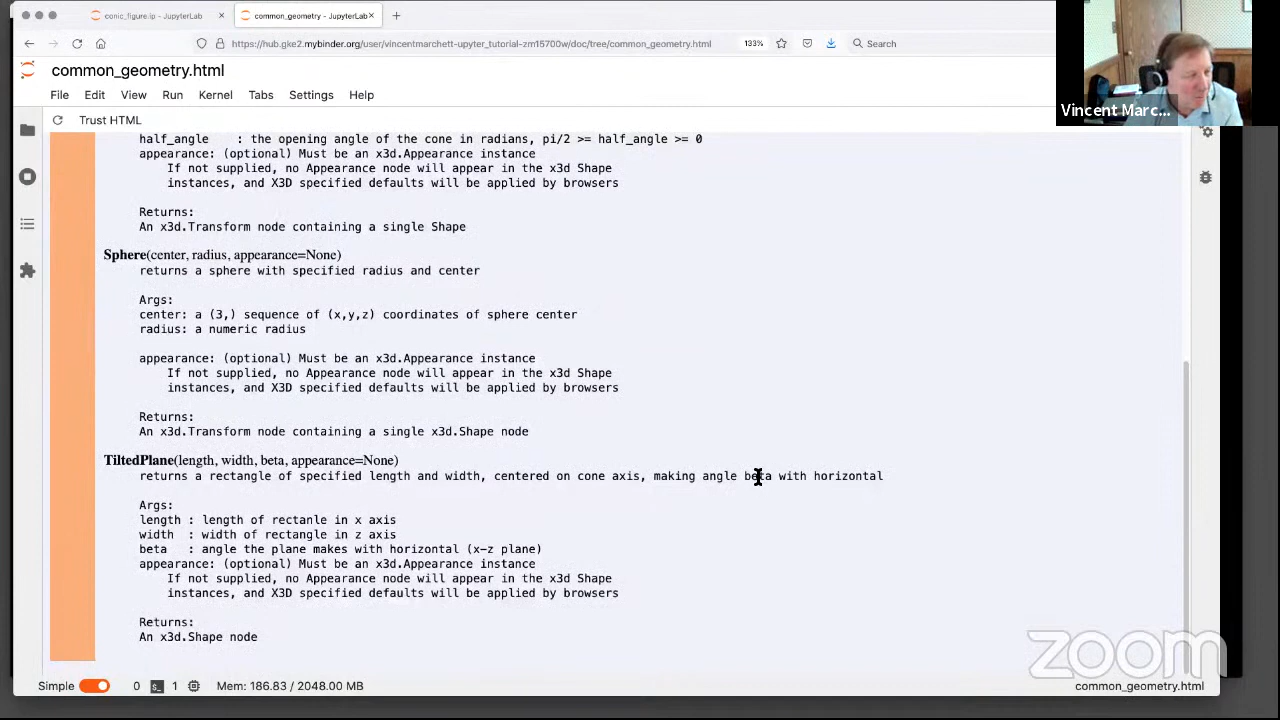 conic_figure.ip - JupyterLab
common_geometry - JupyterLab
https://hub.gke2.mybinder.org/user/vincentmarchett-upyter_tutorial-zm15700w/doc/tree/common_geometry.html
133%
Search
common_geometry.html
File Edit View Run Kernel Tabs Settings Help
Trust HTML
Vincent Marc...
half_angle : the opening angle of the cone in radians, pi/2 >= half_angle >= 0
appearance: (optional) Must be an x3d.Appearance instance
If not supplied, no Appearance node will appear in the x3d Shape
instances, and X3D specified defaults will be applied by browsers
Returns:
An x3d.Transform node containing a single Shape
Sphere(center, radius, appearance=None)
returns a sphere with specified radius and center
Args:
center: a (3,) sequence of (x,y,z) coordinates of sphere center
radius: a numeric radius
appearance: (optional) Must be an x3d.Appearance instance
If not supplied, no Appearance node will appear in the x3d Shape
instances, and X3D specified defaults will be applied by browsers
Returns:
An x3d.Transform node containing a single x3d.Shape node
TiltedPlane(length, width, beta, appearance=None)
returns a rectangle of specified length and width, centered on cone axis, making angle beta with horizontal
Args:
length : length of rectanle in x axis
width : width of rectangle in z axis
beta : angle the plane makes with horizontal (x-z plane)
appearance: (optional) Must be an x3d.Appearance instance
If not supplied, no Appearance node will appear in the x3d Shape
instances, and X3D specified defaults will be applied by browsers
Returns:
An x3d.Shape node
zoom
Simple 0 1 Mem: 186.83 / 2048.00 MB
common_geometry.html